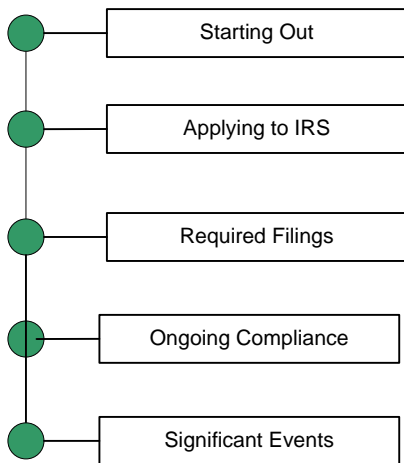 Starting Out
Applying to IRS
Required Filings
Ongoing Compliance
Significant Events